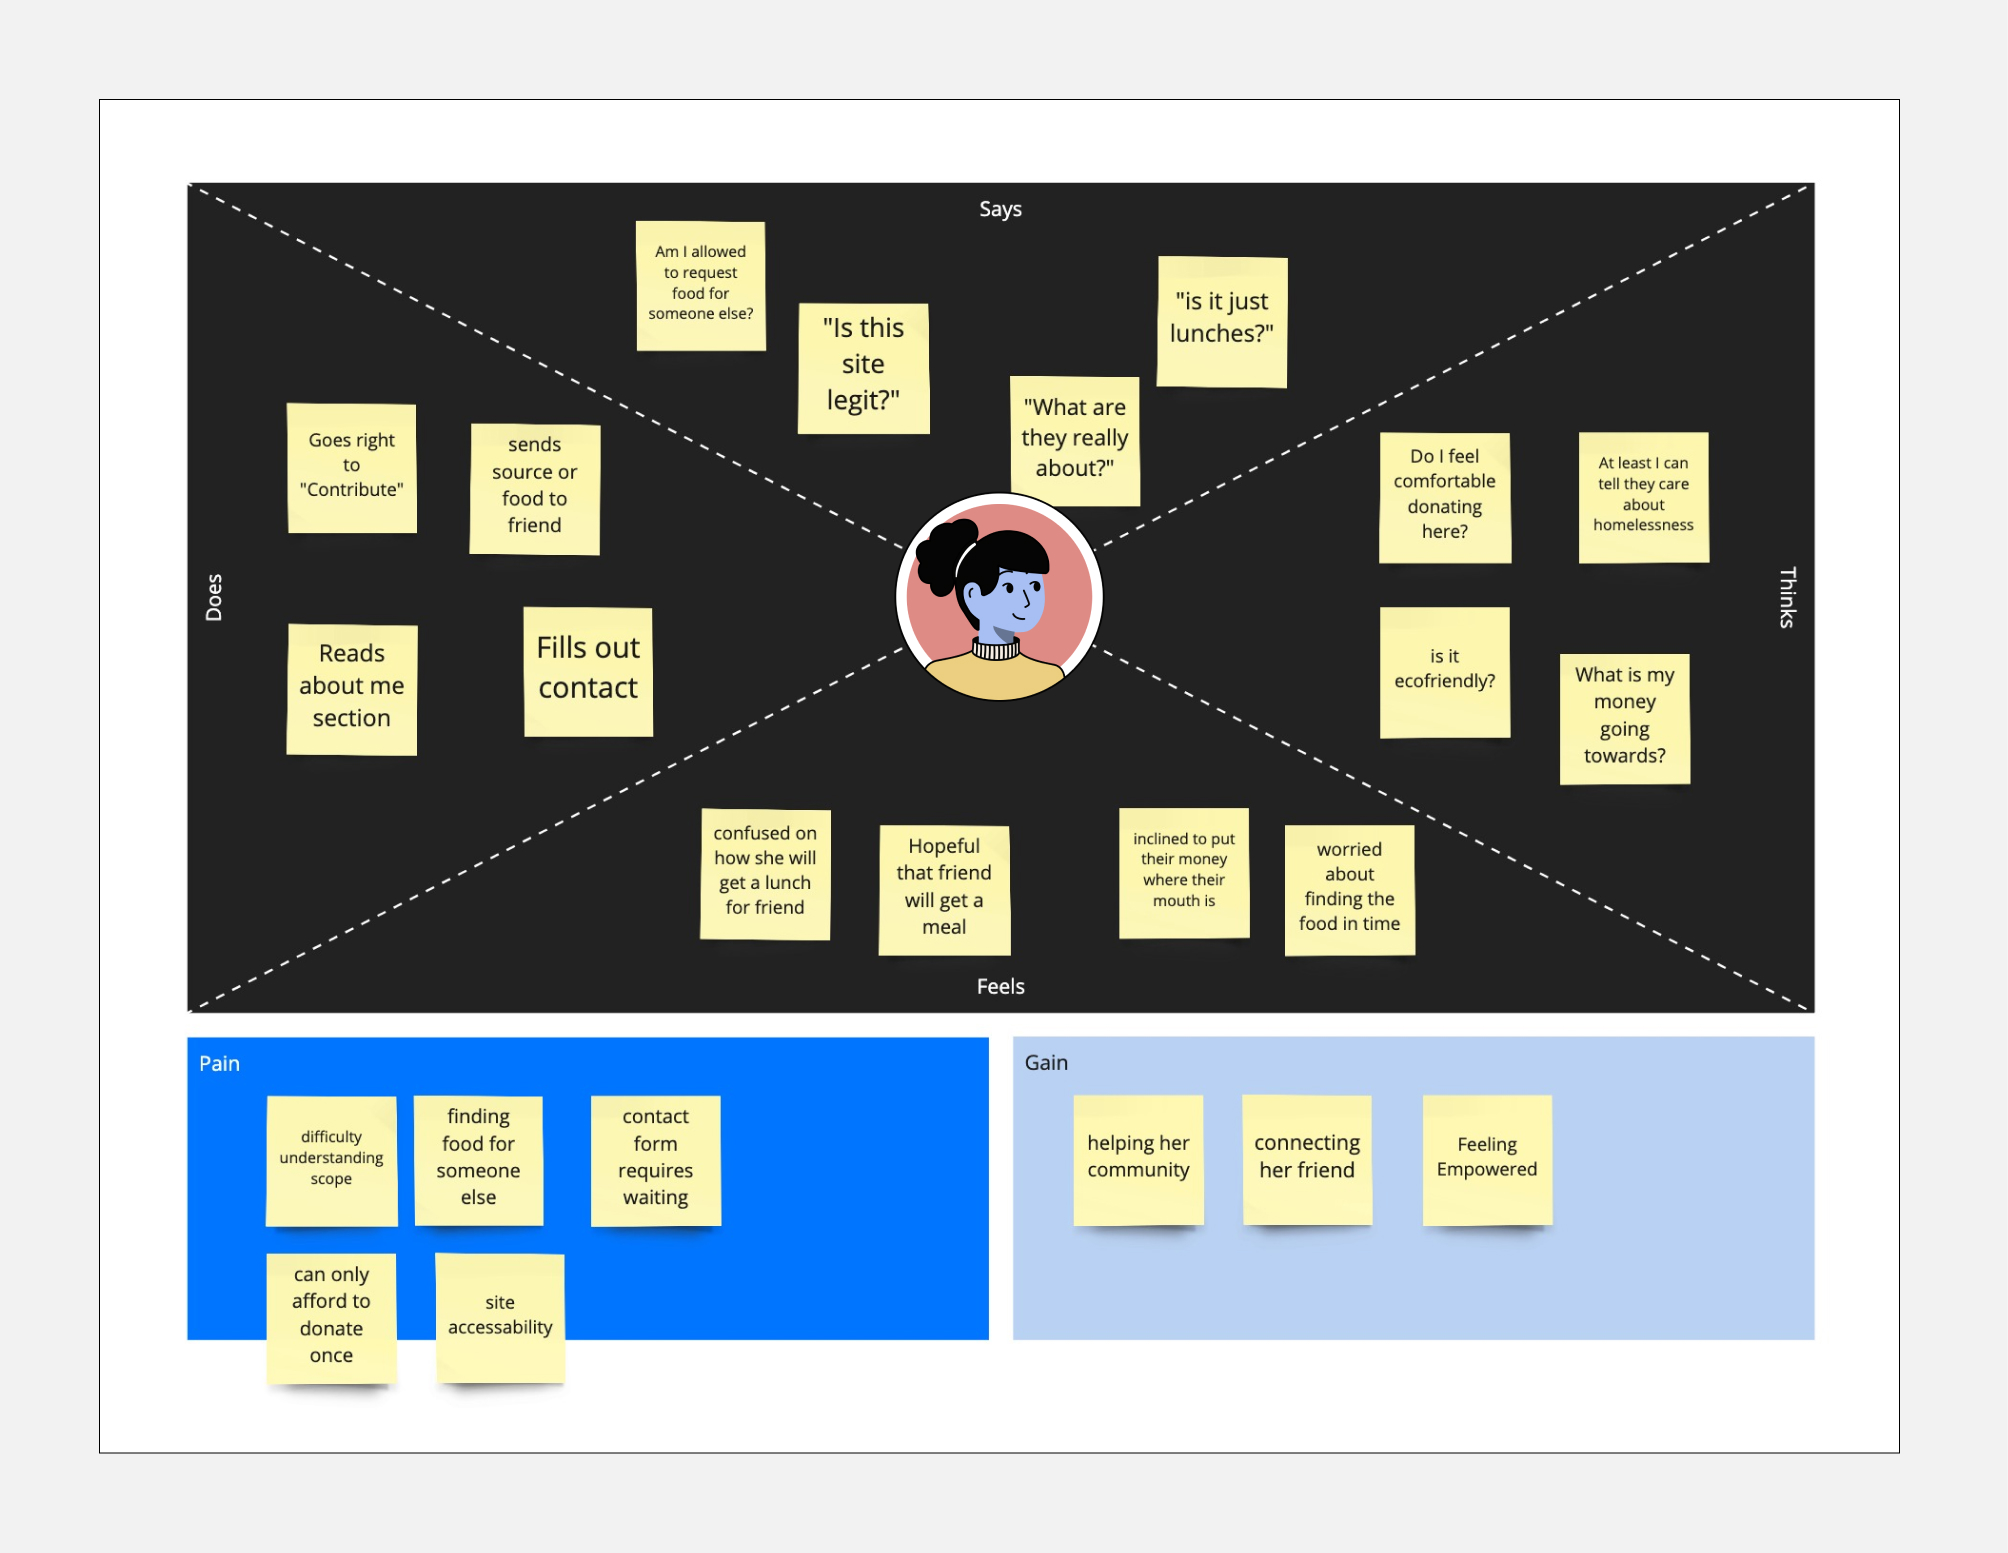 Says
Am I allowed
to request
food for
someone else?
"Is this
site
legit?"
"What are
they really
about?"
"is it just
lunches?"
Does
Goes right
to
"Contribute"
sends
source or
food to
friend
Reads
about me
section
Fills out
contact
Thinks
Do I feel
comfortable
donating
here?
At least I can
tell they care
about
homelessness
is it
ecofriendly?
What is my
money
going
towards?
confused on
how she will
get a lunch
for friend
Hopeful
that friend
will get a
meal
inclined to put
their money
where their
mouth is
worried
about
finding the
food in time
Feels
Pain
difficulty
understanding
scope
finding
food for
someone
else
contact
form
requires
waiting
can only
afford to
donate
once
site
accessability
Gain
helping her
community
connecting
her friend
Feeling
Empowered